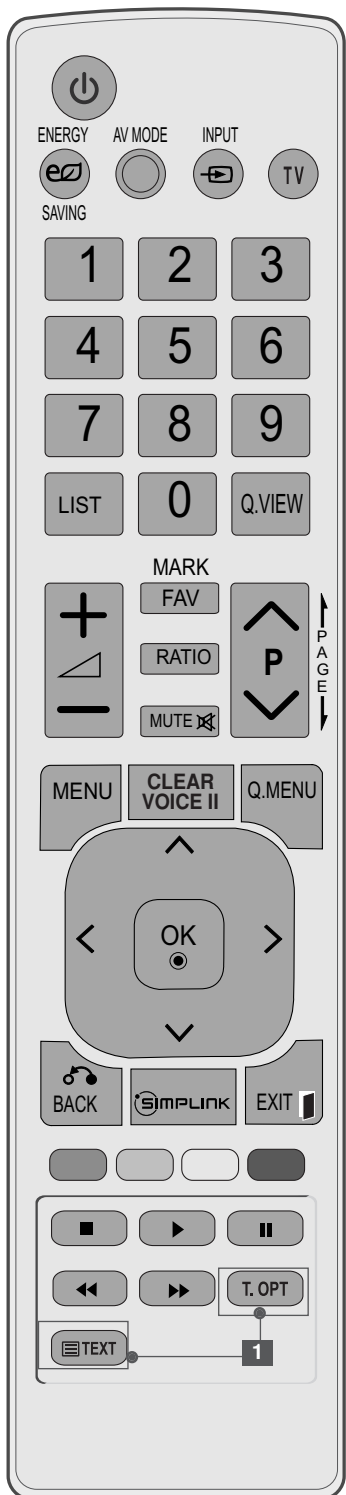 ENERGY AV MODE INPUT
TV
SAVING
1 2 3
4 5 6
7 8 9
LIST 0 Q.VIEW
MARK
FAV
RATIO
MUTE
P
PAGE
MENU CLEAR VOICE II Q.MENU
OK
BACK SIMPLINK EXIT
T. OPT
TEXT
1